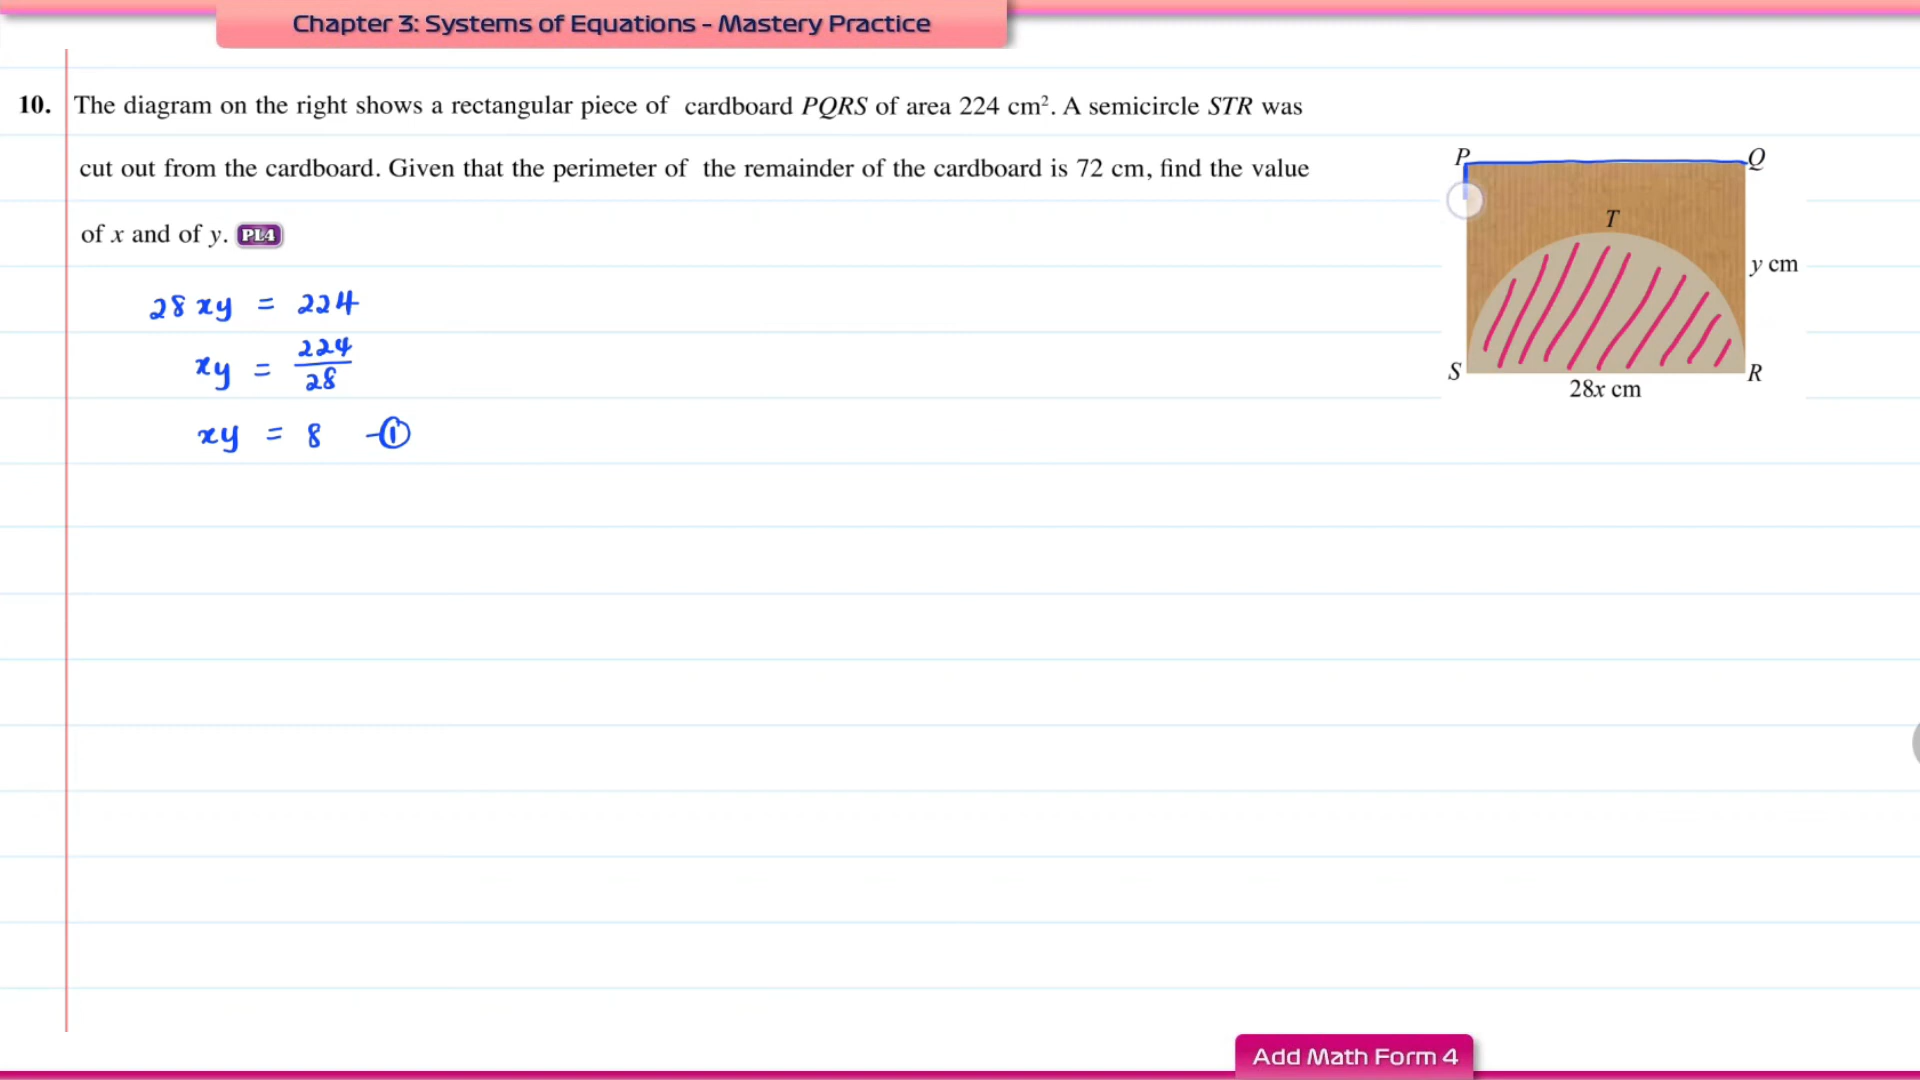 Chapter 3: Systems of Equations - Mastery Practice
10. The diagram on the right shows a rectangular piece of cardboard PQRS of area 224 cm². A semicircle STR was
cut out from the cardboard. Given that the perimeter of the remainder of the cardboard is 72 cm, find the value
of x and of y. PL4
28xy = 224
xy = 224/28
xy = 8 -①
P
Q
T
y cm
S
R
28x cm
Add Math Form 4